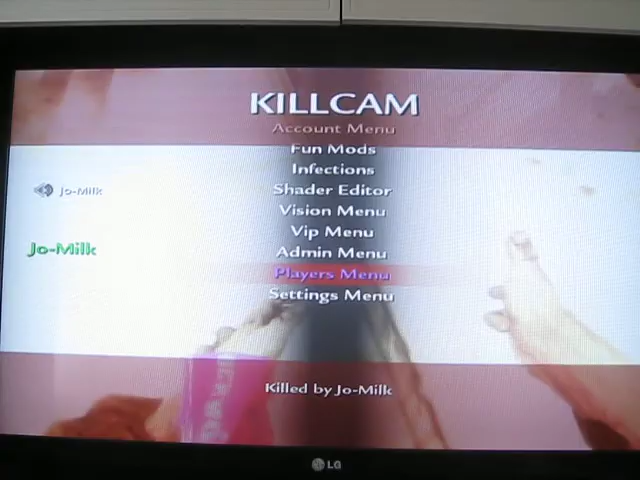 KILLCAM
Account Menu
Fun Mods
Infections
Shader Editor
Jo-Milk
Vision Menu
Vip Menu
Jo-Milk
Admin Menu
Players Menu
Settings Menu
Killed by Jo-Milk
LG